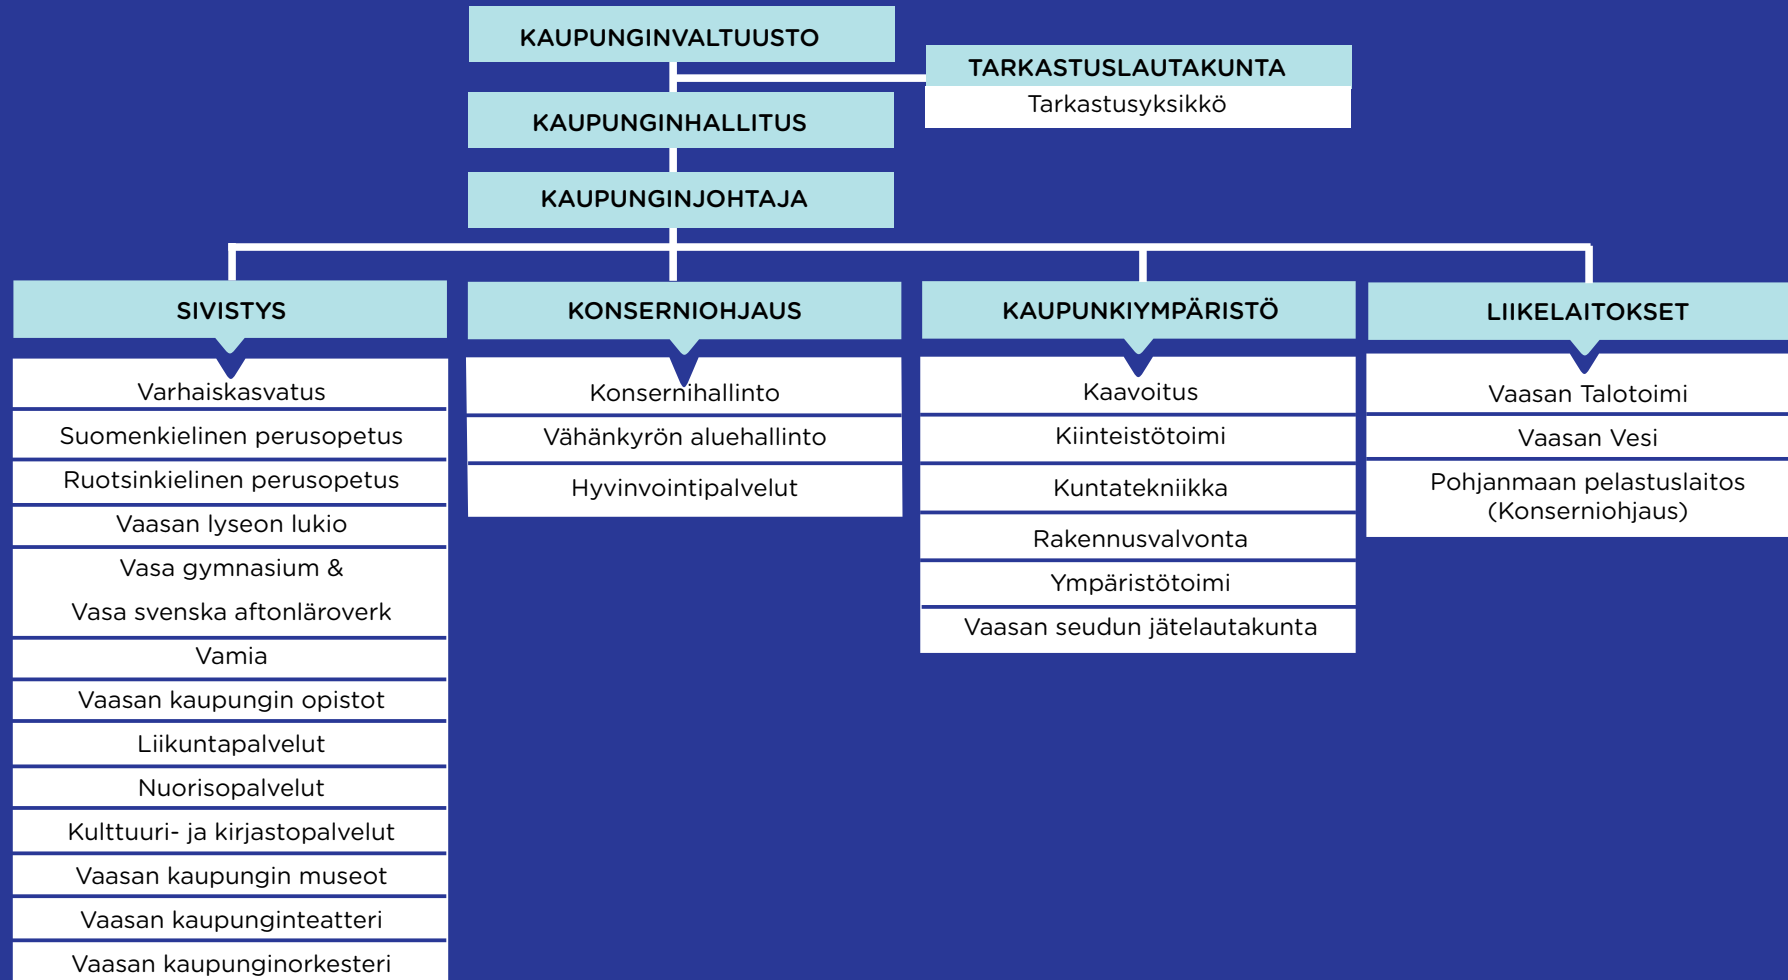 KAUPUNGINVALTUUSTO
TARKASTUSLAUTAKUNTA
Tarkastusyksikkö
KAUPUNGINHALLITUS
KAUPUNGINJOHTAJA
SIVISTYS
Varhaiskasvatus
Suomenkielinen perusopetus
Ruotsinkielinen perusopetus
Vaasan lyseon lukio
Vasa gymnasium &
Vasa svenska aftonläroverk
Vamia
Vaasan kaupungin opistot
Liikuntapalvelut
Nuorisopalvelut
Kulttuuri- ja kirjastopalvelut
Vaasan kaupungin museot
Vaasan kaupunginteatteri
Vaasan kaupunginorkesteri
KONSERNIOHJAUS
Konsernihallinto
Vähänkyrön aluehallinto
Hyvinvointipalvelut
KAUPUNKIYMPÄRISTÖ
Kaavoitus
Kiinteistötoimi
Kuntatekniikka
Rakennusvalvonta
Ympäristötoimi
Vaasan seudun jätelautakunta
LIIKELAITOKSET
Vaasan Talotoimi
Vaasan Vesi
Pohjanmaan pelastuslaitos
(Konserniohjaus)